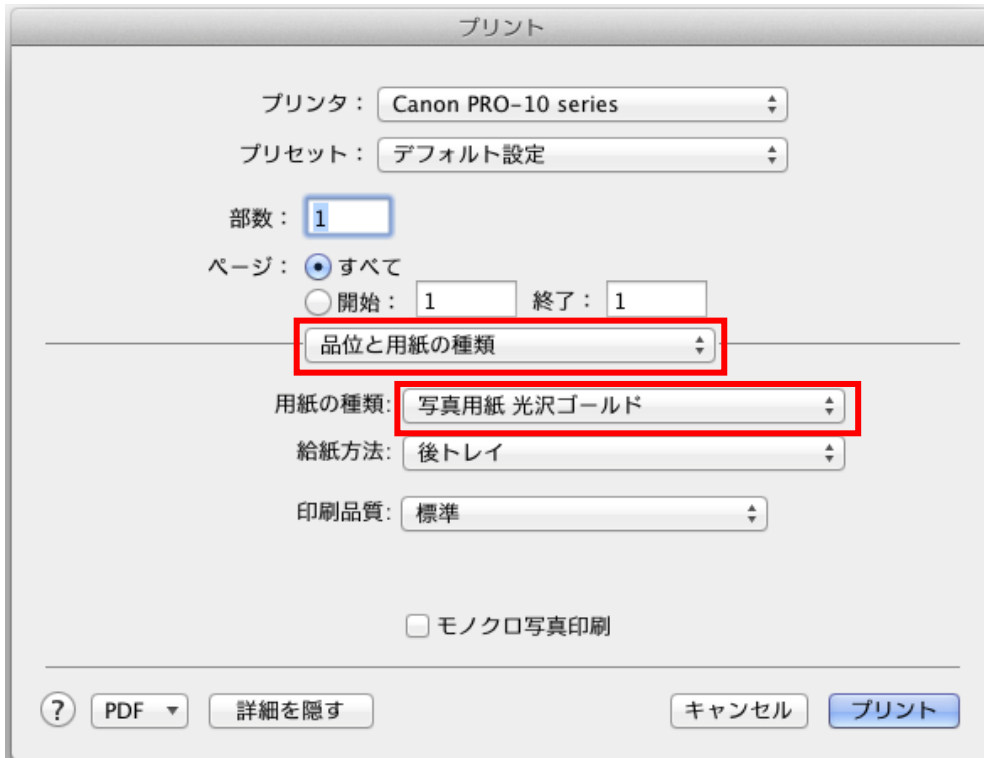 プリント
プリンタ： Canon PRO-10 series
プリセット： デフォルト設定
部数： 1
ページ： すべて
開始： 1 終了： 1
品位と用紙の種類
用紙の種類: 写真用紙 光沢ゴールド
給紙方法: 後トレイ
印刷品質: 標準
モノクロ写真印刷
? PDF 詳細を隠す キャンセル プリント